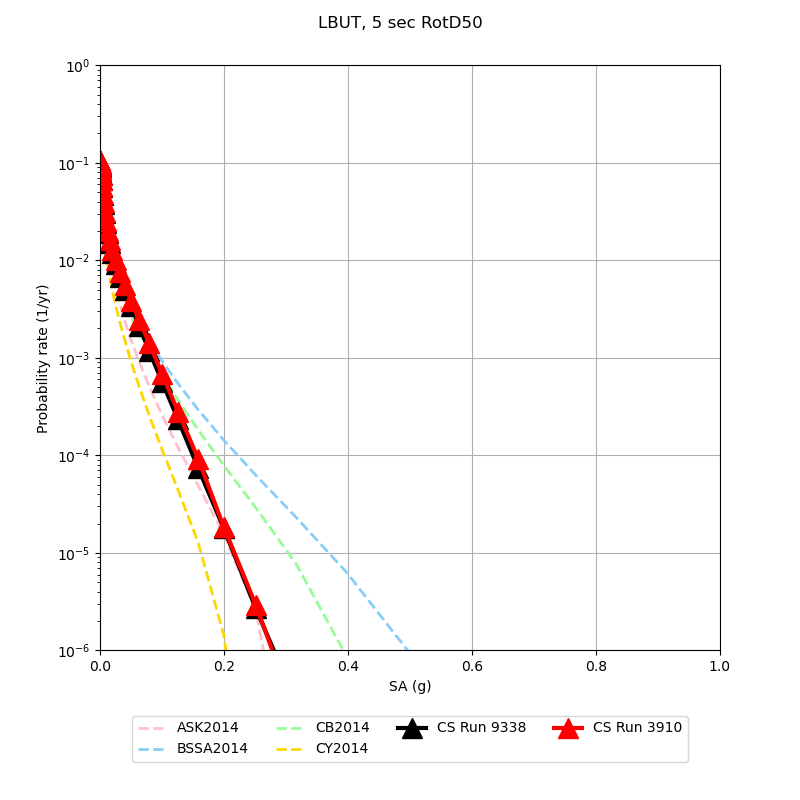 LBUT, 5 sec RotD50
10^0
10^-1
10^-2
10^-3
10^-4
10^-5
10^-6
Probability rate (1/yr)
0.0 0.2 0.4 0.6 0.8 1.0
SA (g)
ASK2014 CB2014 CS Run 9338 CS Run 3910
BSSA2014 CY2014